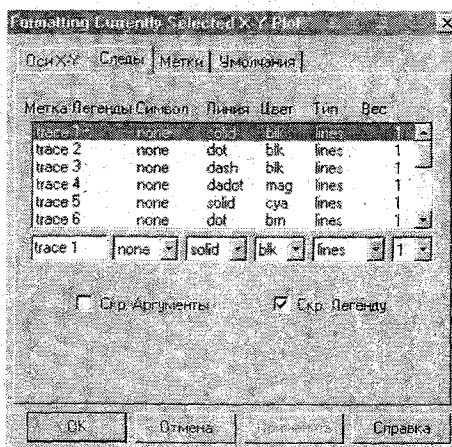 Formatting Currently Selected X-Y Plot
Оси X-Y Следы Метки Умолчания
Метка Легенды Символ Линия Цвет Тип Вес
trace 1 none solid blk lines 1
trace 2 none dot blk lines 1
trace 3 none dash blk lines 1
trace 4 none dadot mag lines 1
trace 5 none solid cya lines 1
trace 6 none dot brn lines 1
trace 1 none solid blk lines 1
Скр. Аргументы Скр. Легенду
OK Отмена Применить Справка